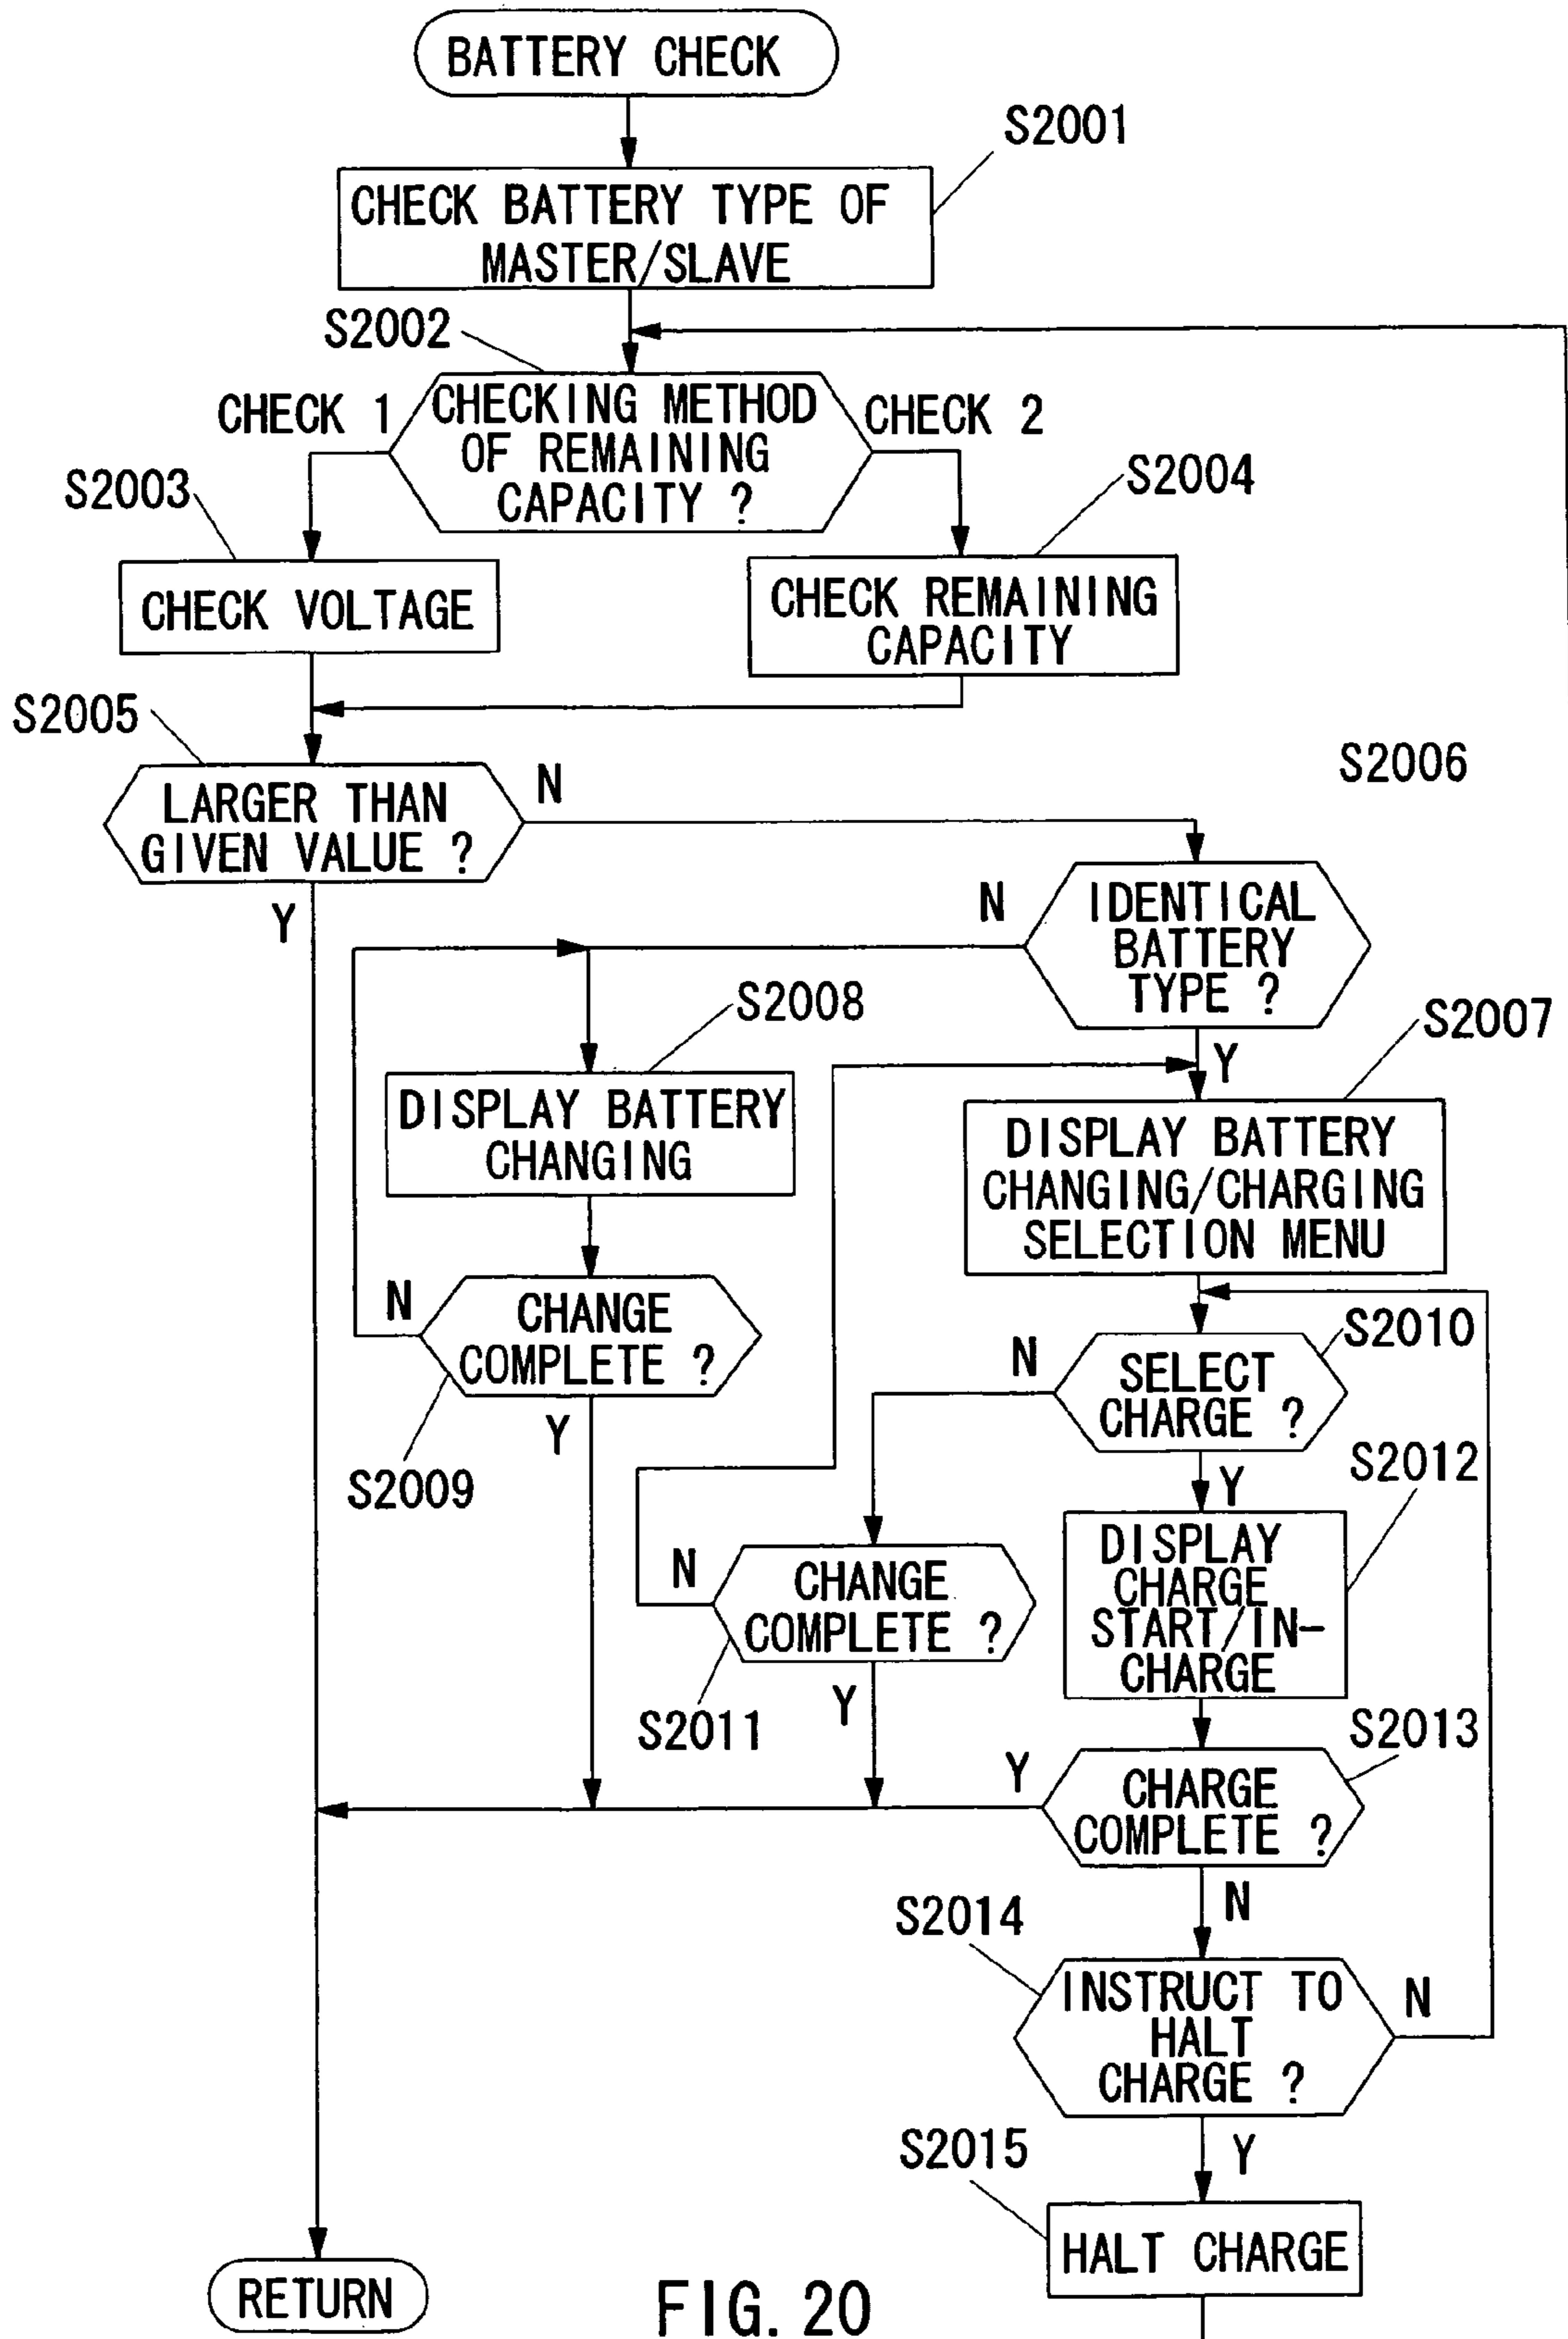 BATTERY CHECK
S2001
CHECK BATTERY TYPE OF
MASTER/SLAVE
S2002
CHECK 1
CHECKING METHOD
OF REMAINING
CAPACITY ?
CHECK 2
S2003
S2004
CHECK VOLTAGE
CHECK REMAINING
CAPACITY
S2005
S2006
LARGER THAN
GIVEN VALUE ?
N
Y
N
IDENTICAL
BATTERY
TYPE ?
S2008
S2007
Y
DISPLAY BATTERY
CHANGING
DISPLAY BATTERY
CHANGING/CHARGING
SELECTION MENU
N
CHANGE
COMPLETE ?
S2010
N
SELECT
CHARGE ?
Y
S2009
Y
S2012
N
CHANGE
COMPLETE ?
DISPLAY
CHARGE
START/IN-
CHARGE
S2011
Y
S2013
Y
CHARGE
COMPLETE ?
N
S2014
INSTRUCT TO
HALT
CHARGE ?
N
S2015
Y
HALT CHARGE
RETURN
FIG. 20